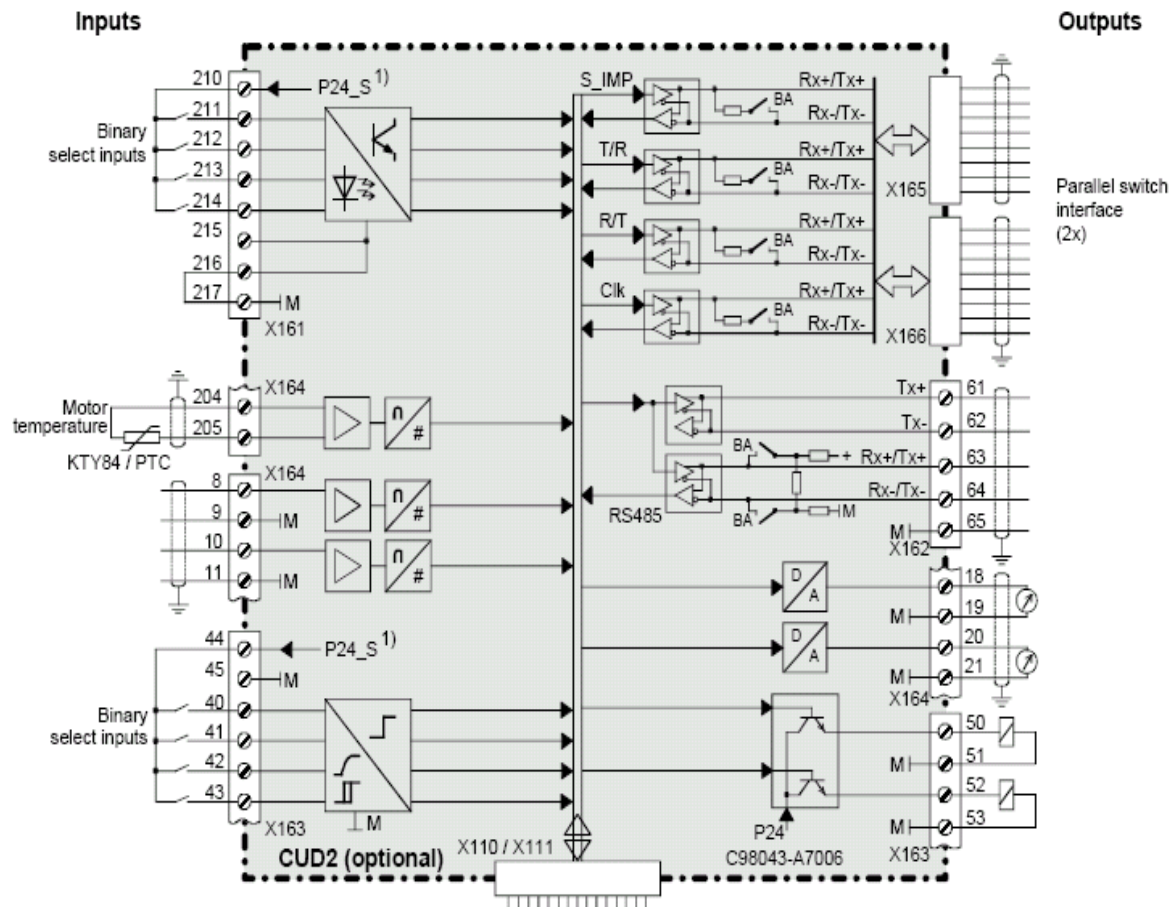 Inputs
Outputs
210
P24_S 1)
211
212
213
214
215
216
217
M
X161
Binary
select inputs
S_IMP
Rx+/Tx+
BA
Rx-/Tx-
T/R
Rx+/Tx+
BA
Rx-/Tx-
X165
R/T
Rx+/Tx+
BA
Rx-/Tx-
Clk
Rx+/Tx+
BA
Rx-/Tx-
X166
Parallel switch
interface
(2x)
X164
204
205
Motor
temperature
KTY84 / PTC
n
#
X164
8
9
M
10
11
M
n
#
n
#
Tx+
61
Tx-
62
BA
+
Rx+/Tx+
63
Rx-/Tx-
64
RS485
BA
M
M
65
X162
D
A
18
M
19
D
A
20
M
21
X164
44
P24_S 1)
45
M
40
41
42
43
Binary
select inputs
M
X163
50
M
51
52
M
53
P24
X163
C98043-A7006
CUD2 (optional)
X110 / X111